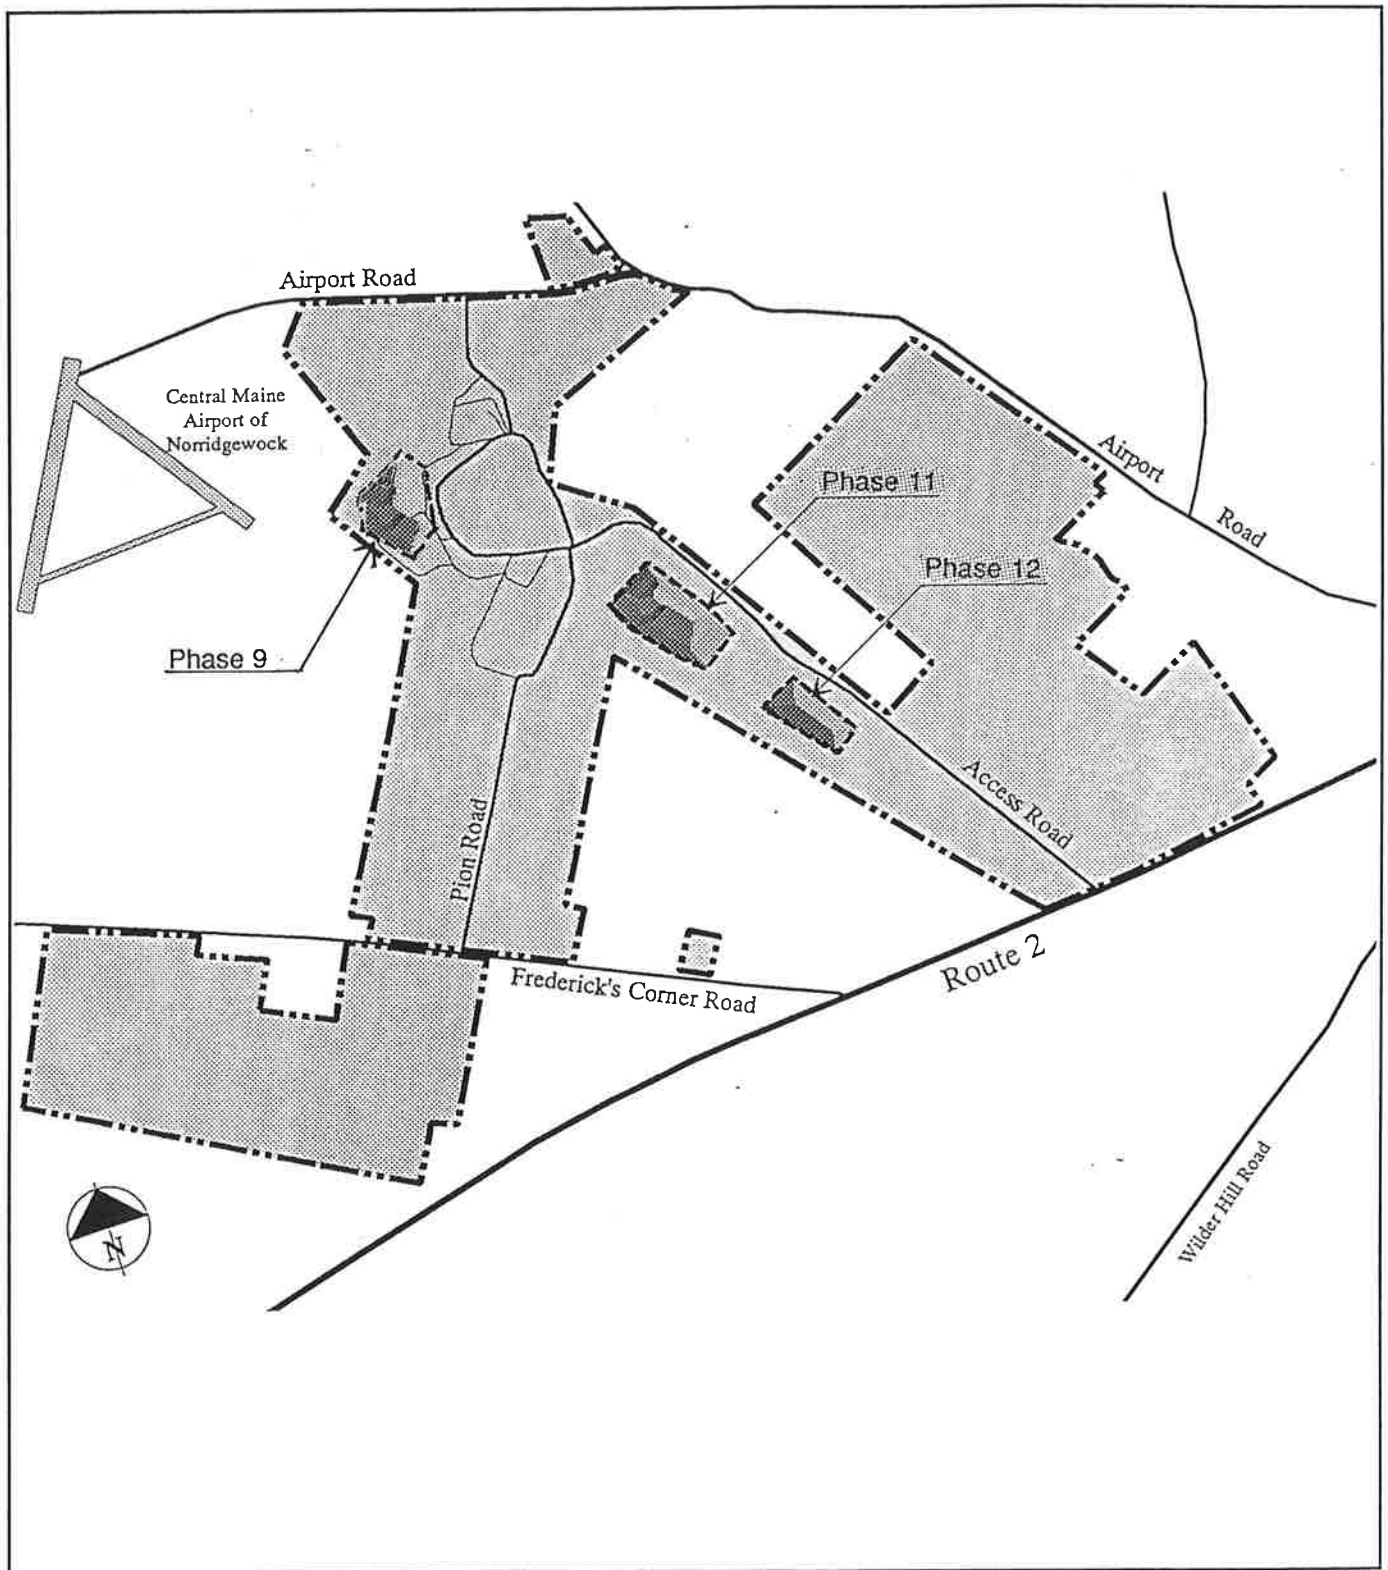 Airport Road
Central Maine
Airport of
Norridgewock
Airport
Road
Phase 11
Phase 12
Phase 9
Access Road
Pion Road
Route 2
Frederick's Corner Road
Wilder Hill Road
N